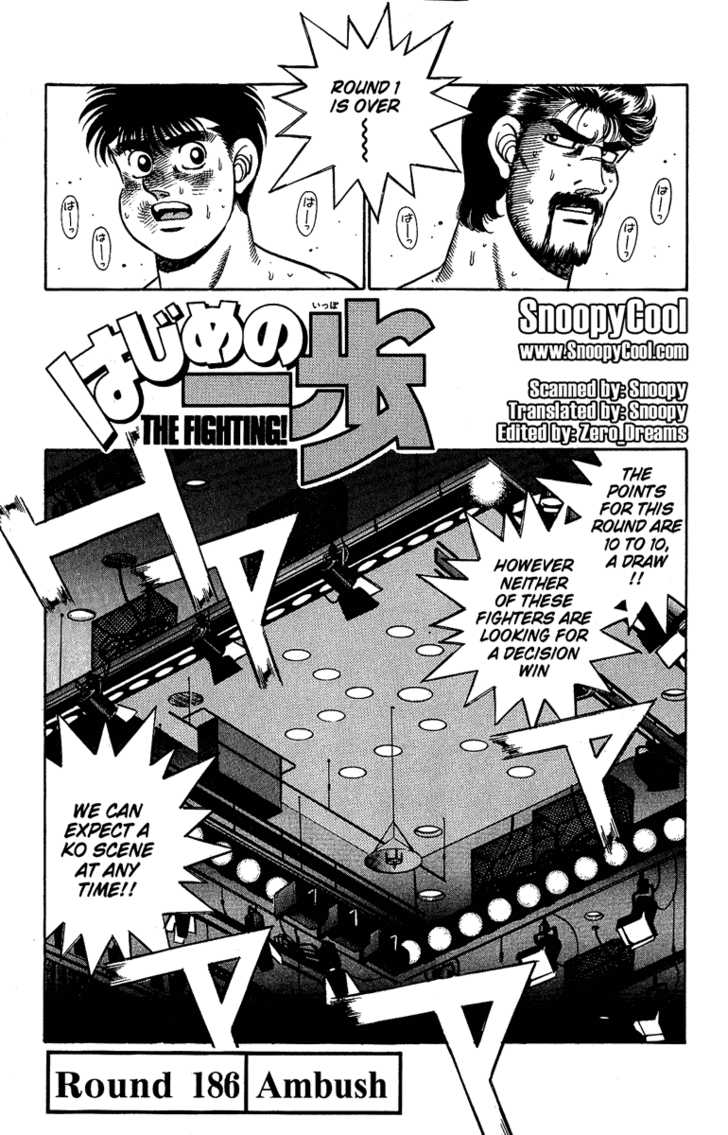 ROUND 1
IS OVER
はーっ
はーっ
はーっ
はーっ
はーっ
はーっ
はじめの一歩
いっぽ
THE FIGHTING!
SnoopyCool
www.SnoopyCool.com
Scanned by: Snoopy
Translated by: Snoopy
Edited by: Zero_Dreams
THE
POINTS
FOR THIS
ROUND ARE
10 TO 10,
A DRAW
!!
HOWEVER
NEITHER
OF THESE
FIGHTERS ARE
LOOKING FOR
A DECISION
WIN
WE CAN
EXPECT A
KO SCENE
AT ANY
TIME!!
Round 186
Ambush